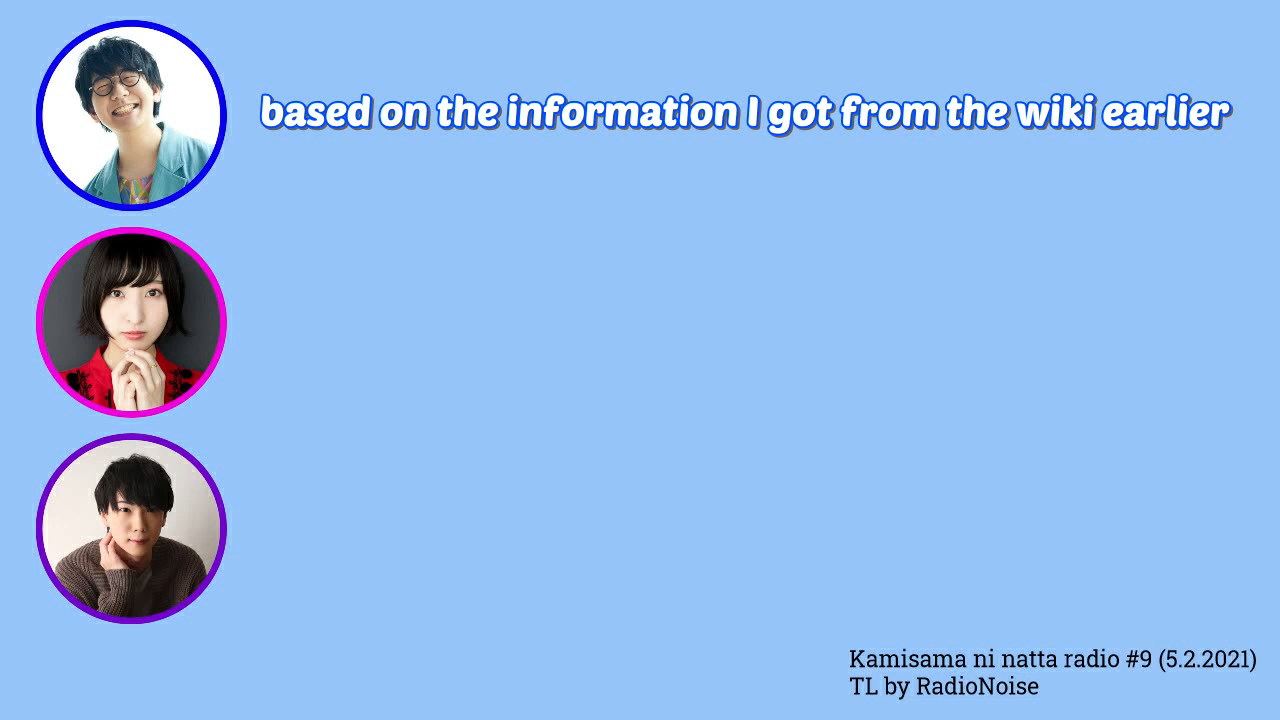 based on the information I got from the wiki earlier
Kamisama ni natta radio #9 (5.2.2021)
TL by RadioNoise